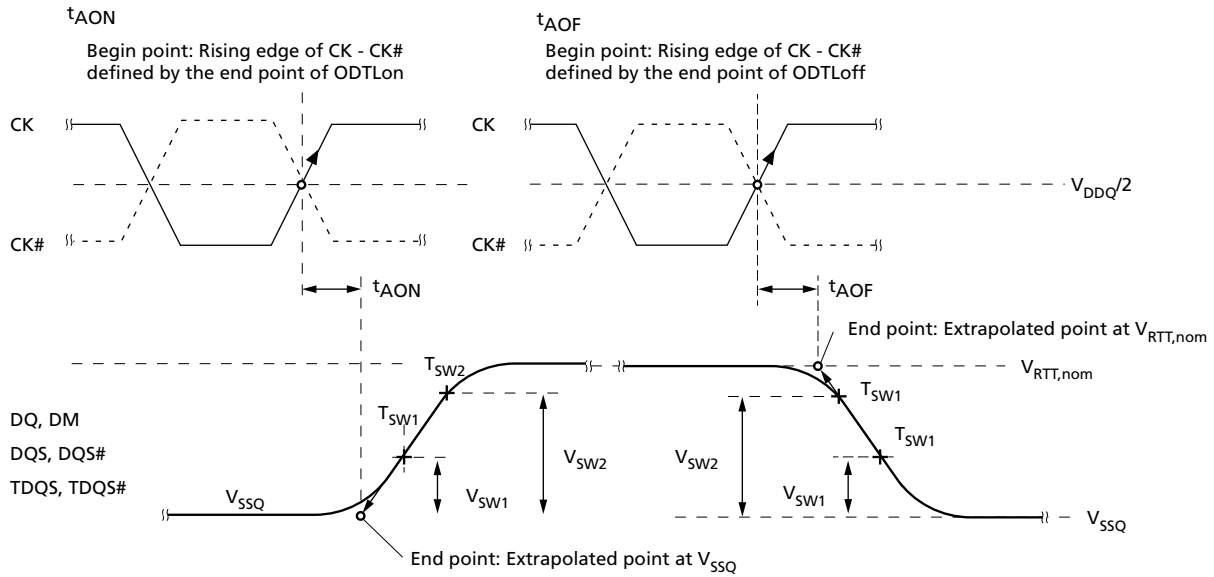 tAON
Begin point: Rising edge of CK - CK#
defined by the end point of ODTLon
tAOF
Begin point: Rising edge of CK - CK#
defined by the end point of ODTLoff
CK
CK
VDDQ/2
CK#
CK#
tAON
tAOF
End point: Extrapolated point at VRTT,nom
TSW2
VRTT,nom
TSW1
TSW1
DQ, DM
TSW1
DQS, DQS#
VSW2
VSW2
TDQS, TDQS#
VSSQ
VSW1
VSW1
VSSQ
End point: Extrapolated point at VSSQ